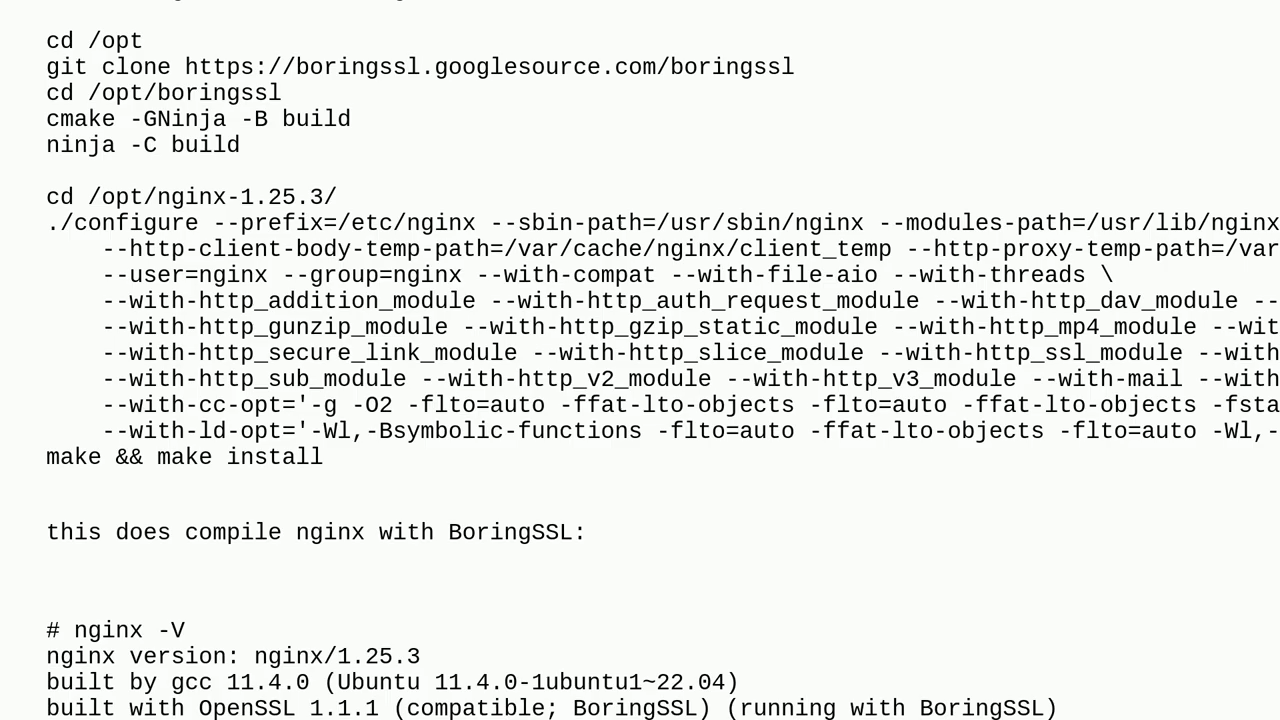 cd /opt
git clone https://boringssl.googlesource.com/boringssl
cd /opt/boringssl
cmake -GNinja -B build
ninja -C build
cd /opt/nginx-1.25.3/
./configure --prefix=/etc/nginx --sbin-path=/usr/sbin/nginx --modules-path=/usr/lib/nginx
--http-client-body-temp-path=/var/cache/nginx/client_temp --http-proxy-temp-path=/var
--user=nginx --group=nginx --with-compat --with-file-aio --with-threads \
--with-http_addition_module --with-http_auth_request_module --with-http_dav_module --
--with-http_gunzip_module --with-http_gzip_static_module --with-http_mp4_module --wit
--with-http_secure_link_module --with-http_slice_module --with-http_ssl_module --with
--with-http_sub_module --with-http_v2_module --with-http_v3_module --with-mail --with
--with-cc-opt='-g -O2 -flto=auto -ffat-lto-objects -flto=auto -ffat-lto-objects -fsta
--with-ld-opt='-Wl,-Bsymbolic-functions -flto=auto -ffat-lto-objects -flto=auto -Wl,-
make && make install
this does compile nginx with BoringSSL:
# nginx -V
nginx version: nginx/1.25.3
built by gcc 11.4.0 (Ubuntu 11.4.0-1ubuntu1~22.04)
built with OpenSSL 1.1.1 (compatible; BoringSSL) (running with BoringSSL)